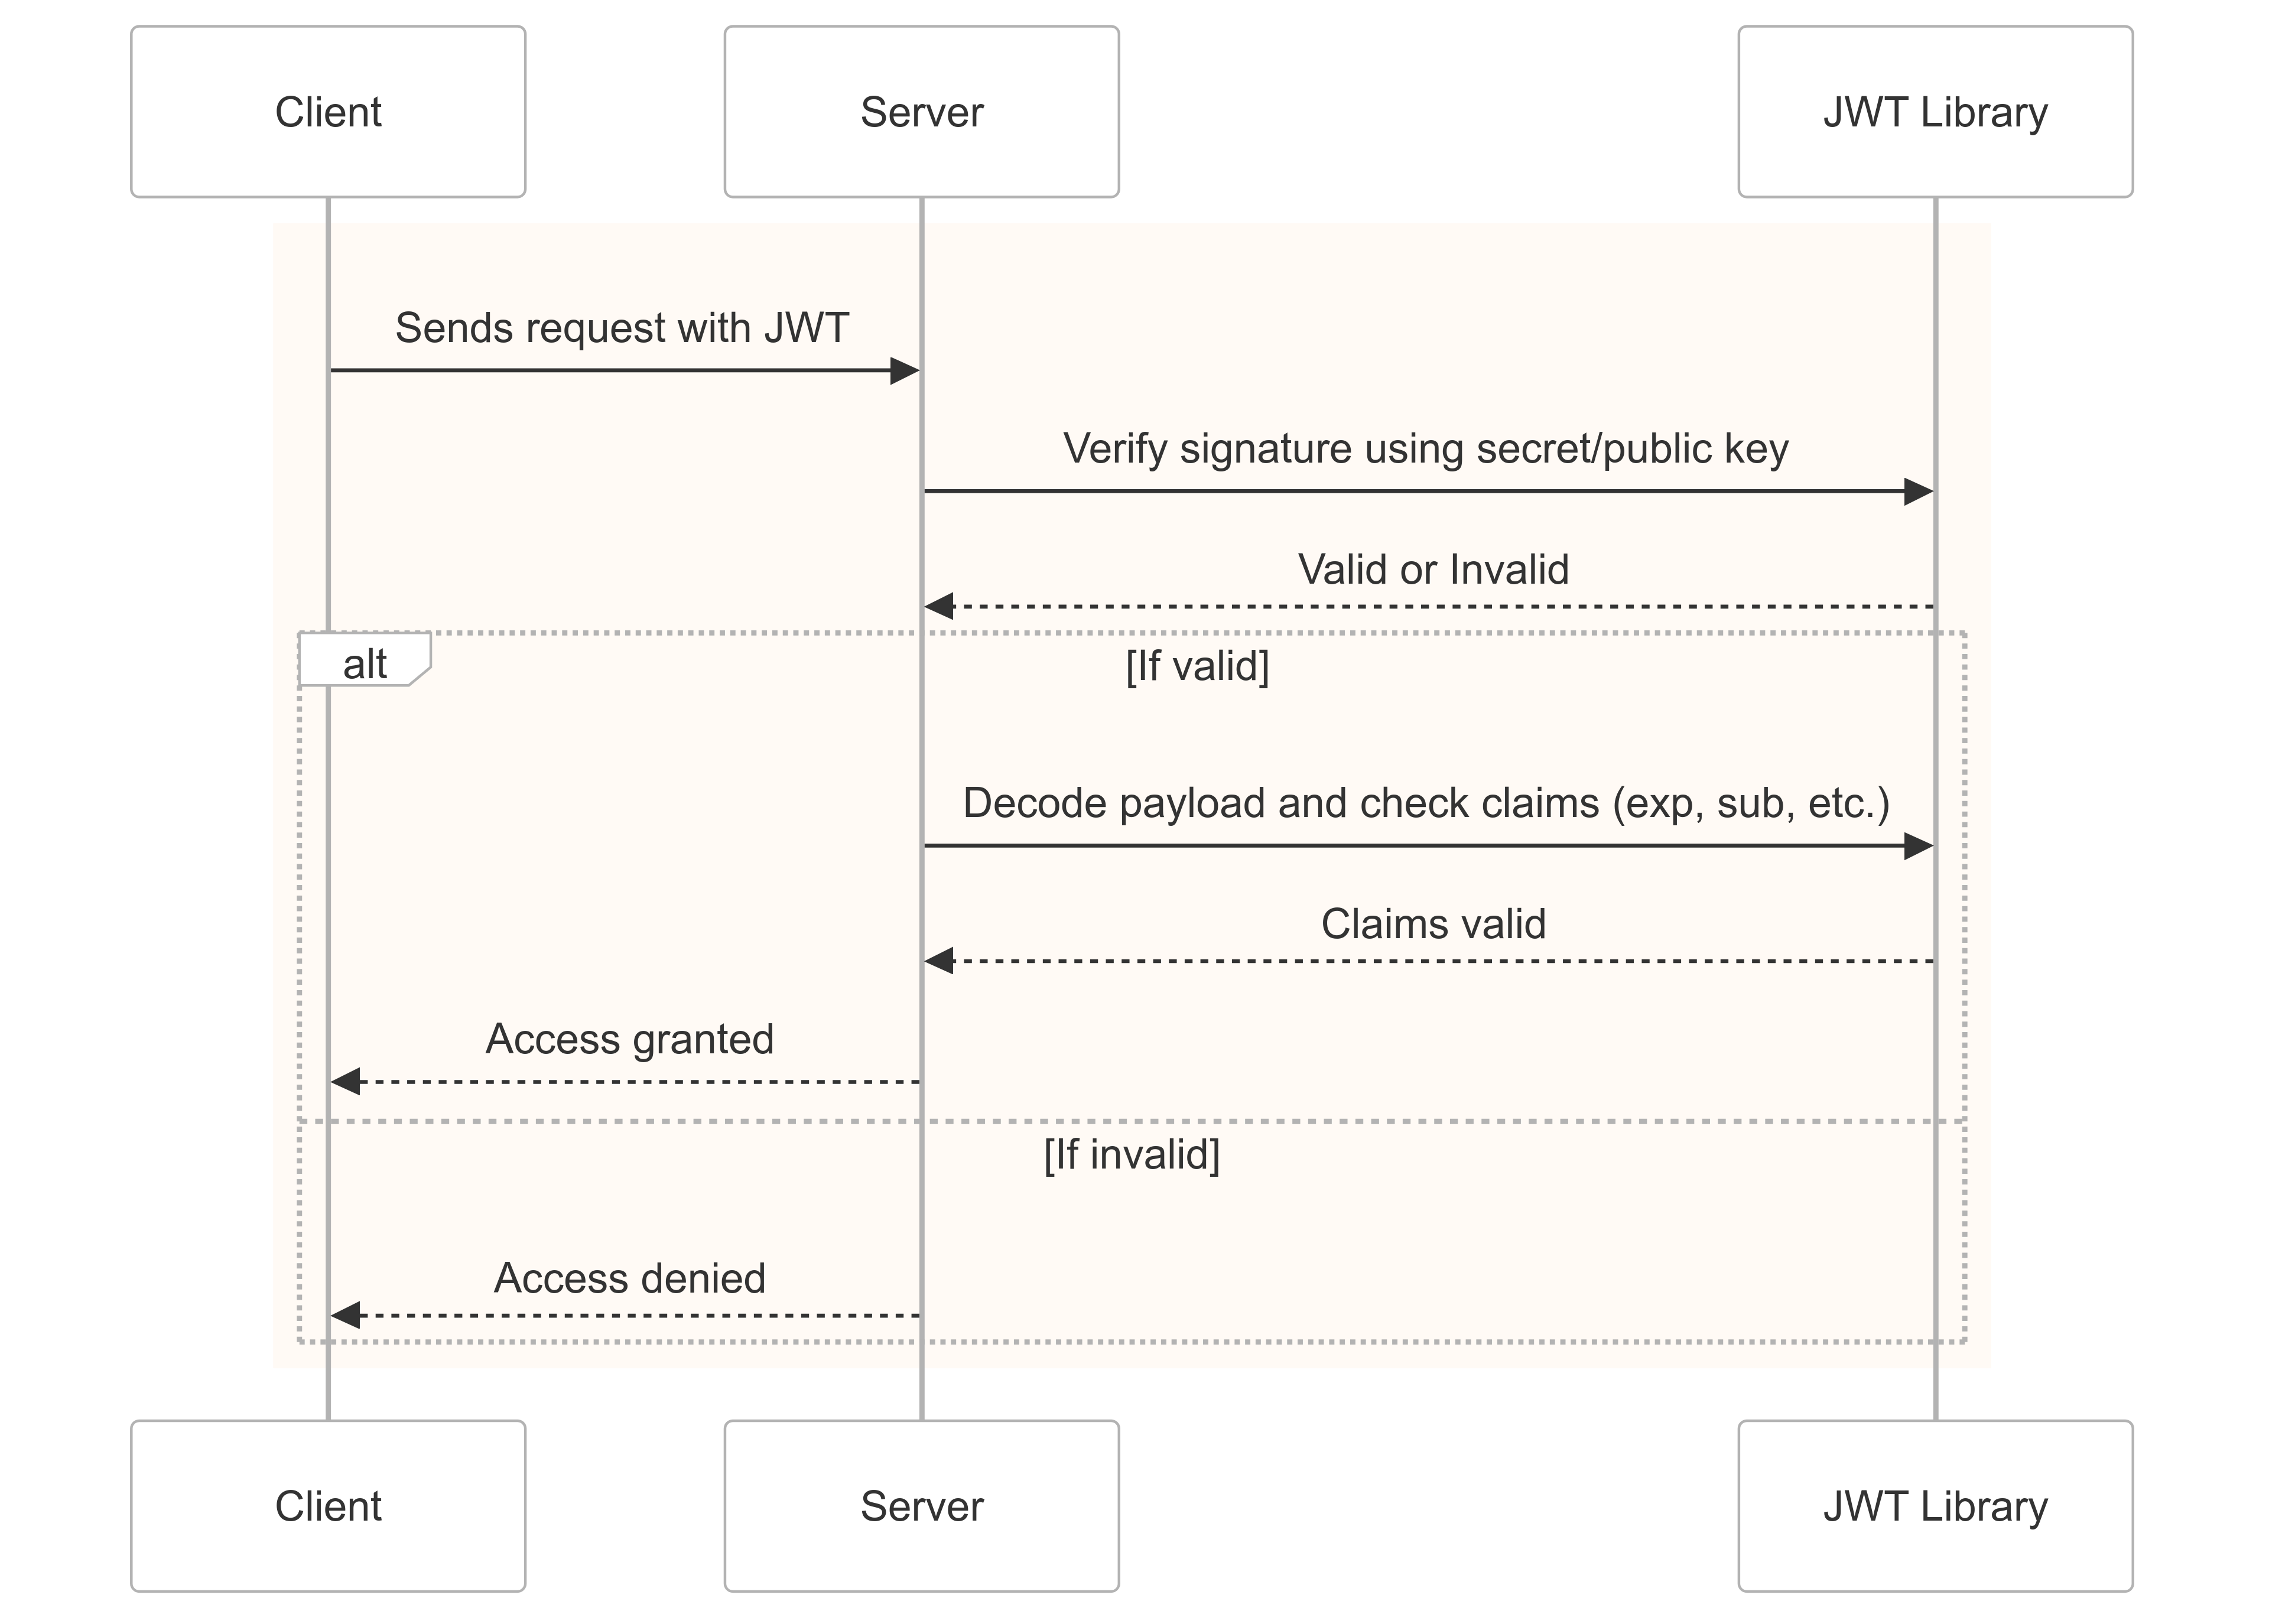 Client
Server
JWT Library
Sends request with JWT
Verify signature using secret/public key
Valid or Invalid
alt
[If valid]
Decode payload and check claims (exp, sub, etc.)
Claims valid
Access granted
[If invalid]
Access denied
Client
Server
JWT Library